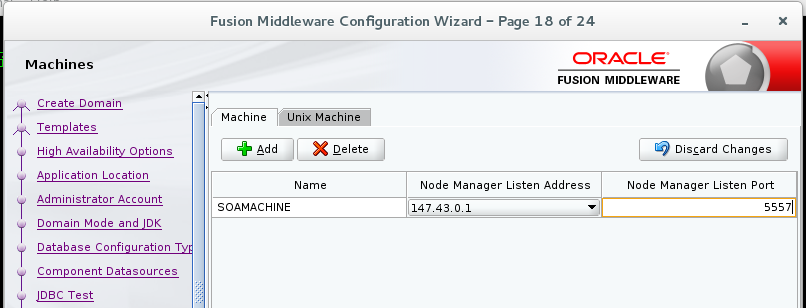 Fusion Middleware Configuration Wizard – Page 18 of 24
Machines
ORACLE
FUSION MIDDLEWARE
Create Domain
Templates
High Availability Options
Application Location
Administrator Account
Domain Mode and JDK
Database Configuration Typ
Component Datasources
JDBC Test
Machine Unix Machine
Add Delete Discard Changes
Name Node Manager Listen Address Node Manager Listen Port
SOAMACHINE 147.43.0.1 5557